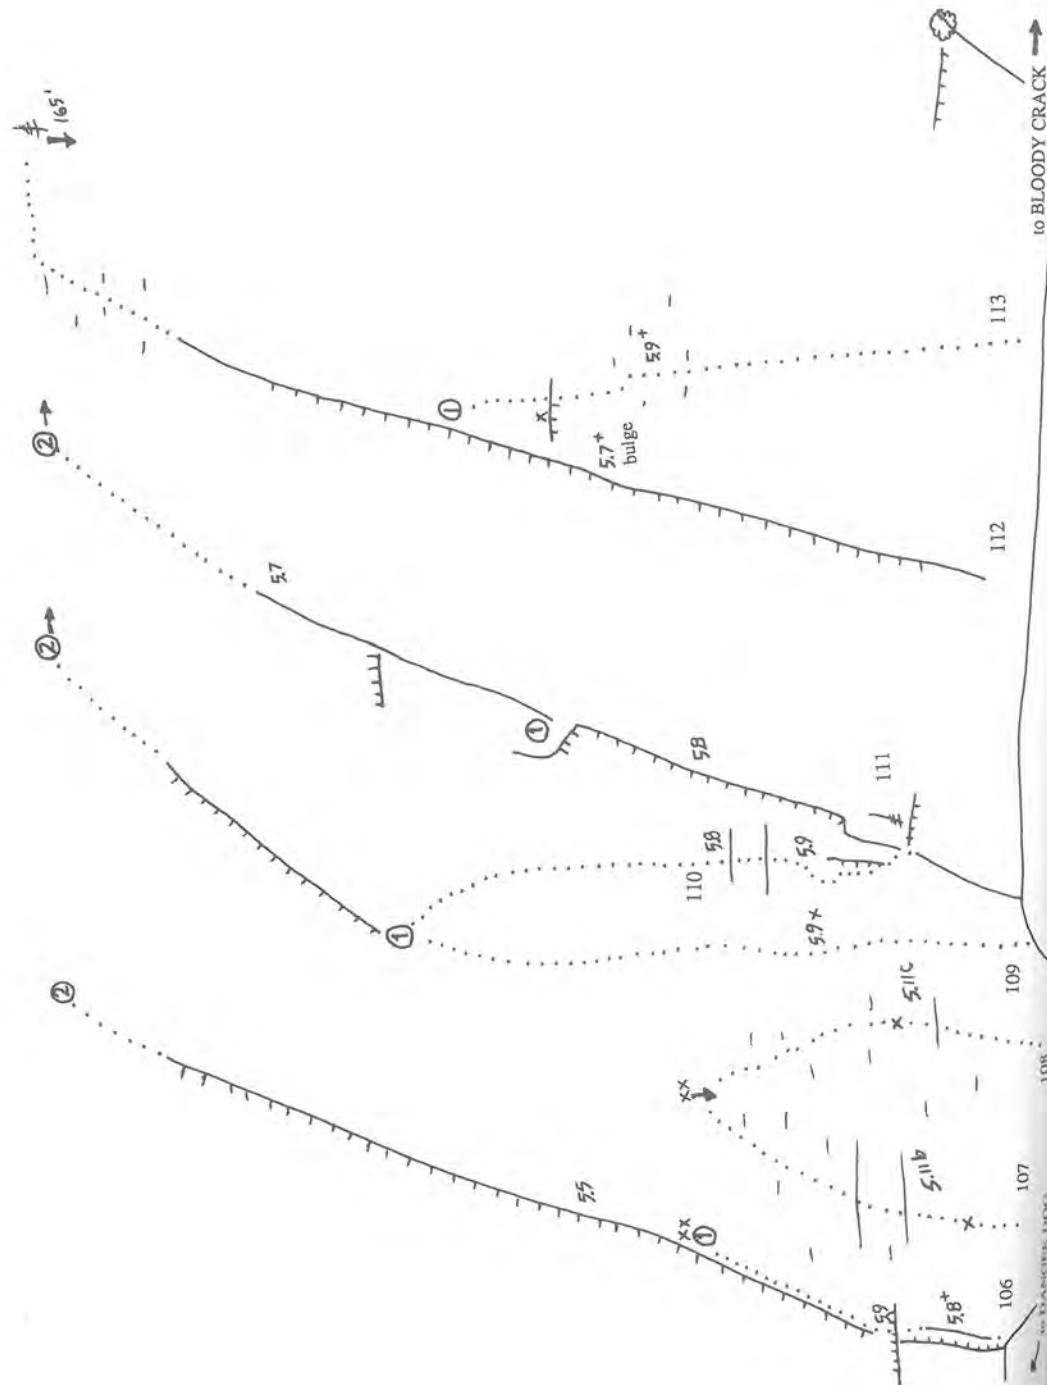 165'
②
②
②
5.7
①
①
①
5.5
xx
①
xx
x
5.7+
bulge
5.9+
5.8
5.8
110
5.9
5.9+
111
5.9
x
5.11c
x
5.11b
5.8+
x
106
107
108
109
112
113
to BLOODY CRACK